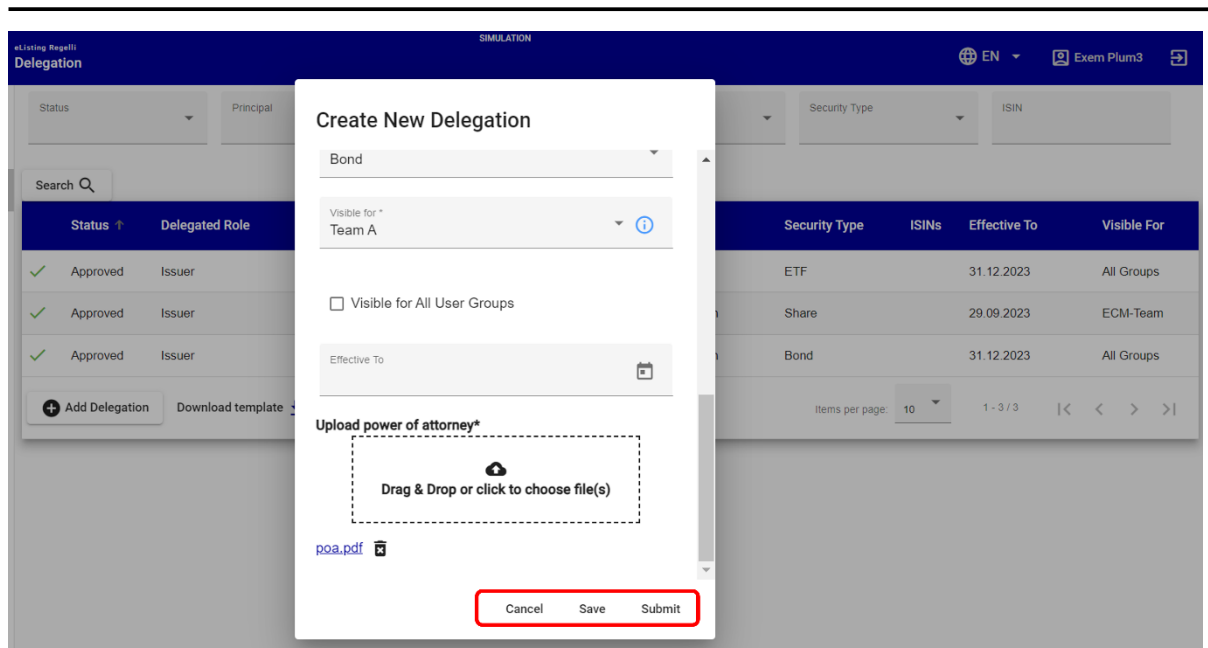 SIMULATION
eListing Regelli
Delegation
EN
Exem Plum3
Status
Principal
Security Type
ISIN
Search
Status Delegated Role Security Type ISINs Effective To Visible For
Approved Issuer ETF 31.12.2023 All Groups
Approved Issuer n Share 29.09.2023 ECM-Team
Approved Issuer n Bond 31.12.2023 All Groups
Add Delegation Download template Items per page: 10 1 - 3 / 3
Create New Delegation
Bond
Visible for *
Team A
Visible for All User Groups
Effective To
Upload power of attorney*
Drag & Drop or click to choose file(s)
poa.pdf
Cancel Save Submit